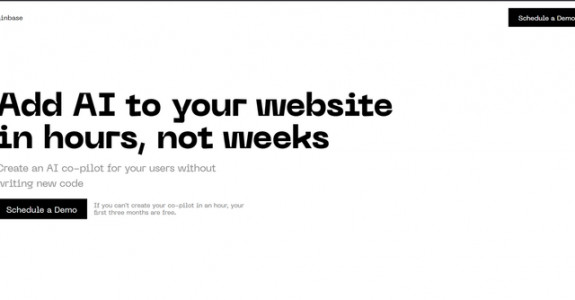 inbase
Schedule a Demo
Add AI to your website
in hours, not weeks
Create an AI co-pilot for your users without
writing new code
Schedule a Demo
If you can't create your co-pilot in an hour, your
first three months are free.